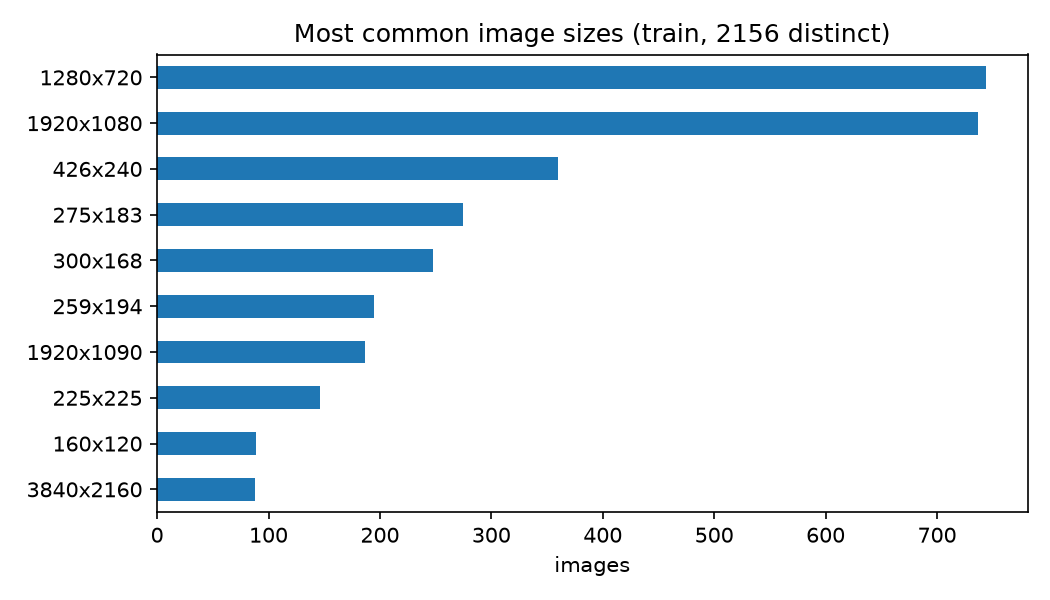 Most common image sizes (train, 2156 distinct)
1280x720
1920x1080
426x240
275x183
300x168
259x194
1920x1090
225x225
160x120
3840x2160
0 100 200 300 400 500 600 700
images